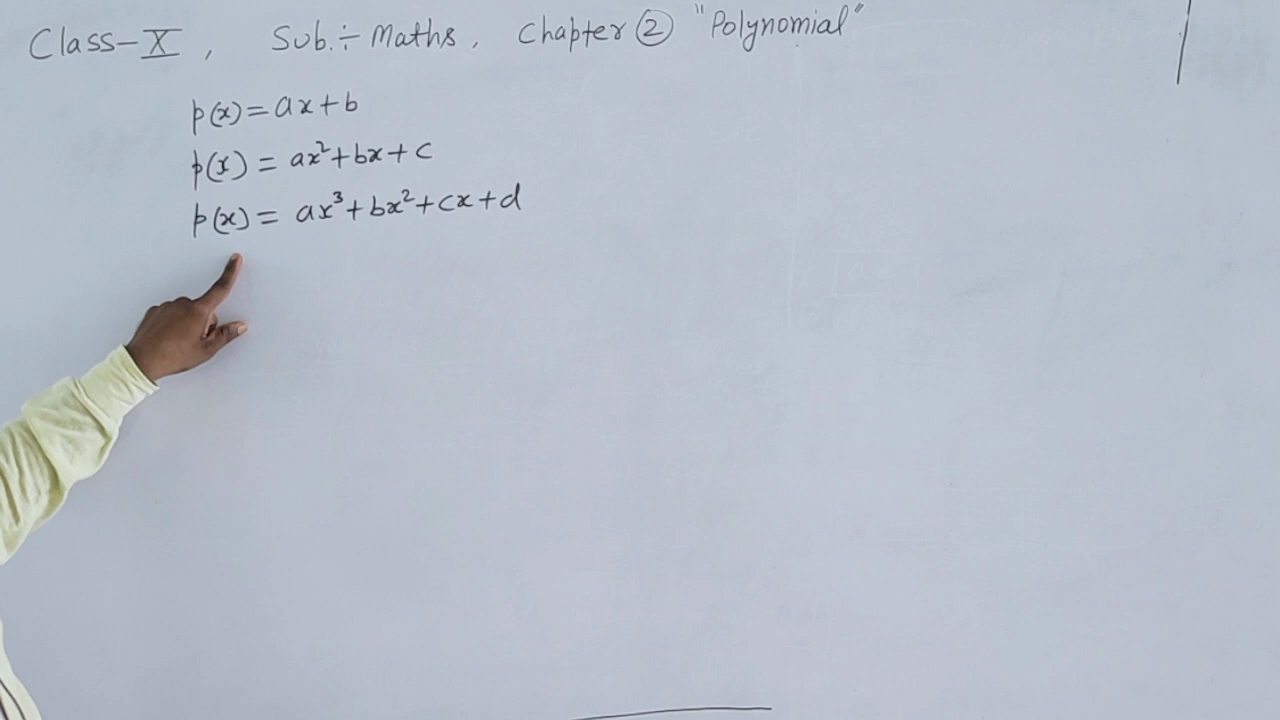 Class-X, Sub.÷ Maths, Chapter ② "Polynomial"
p(x) = ax+b
p(x) = ax²+bx+c
p(x) = ax³+bx²+cx+d